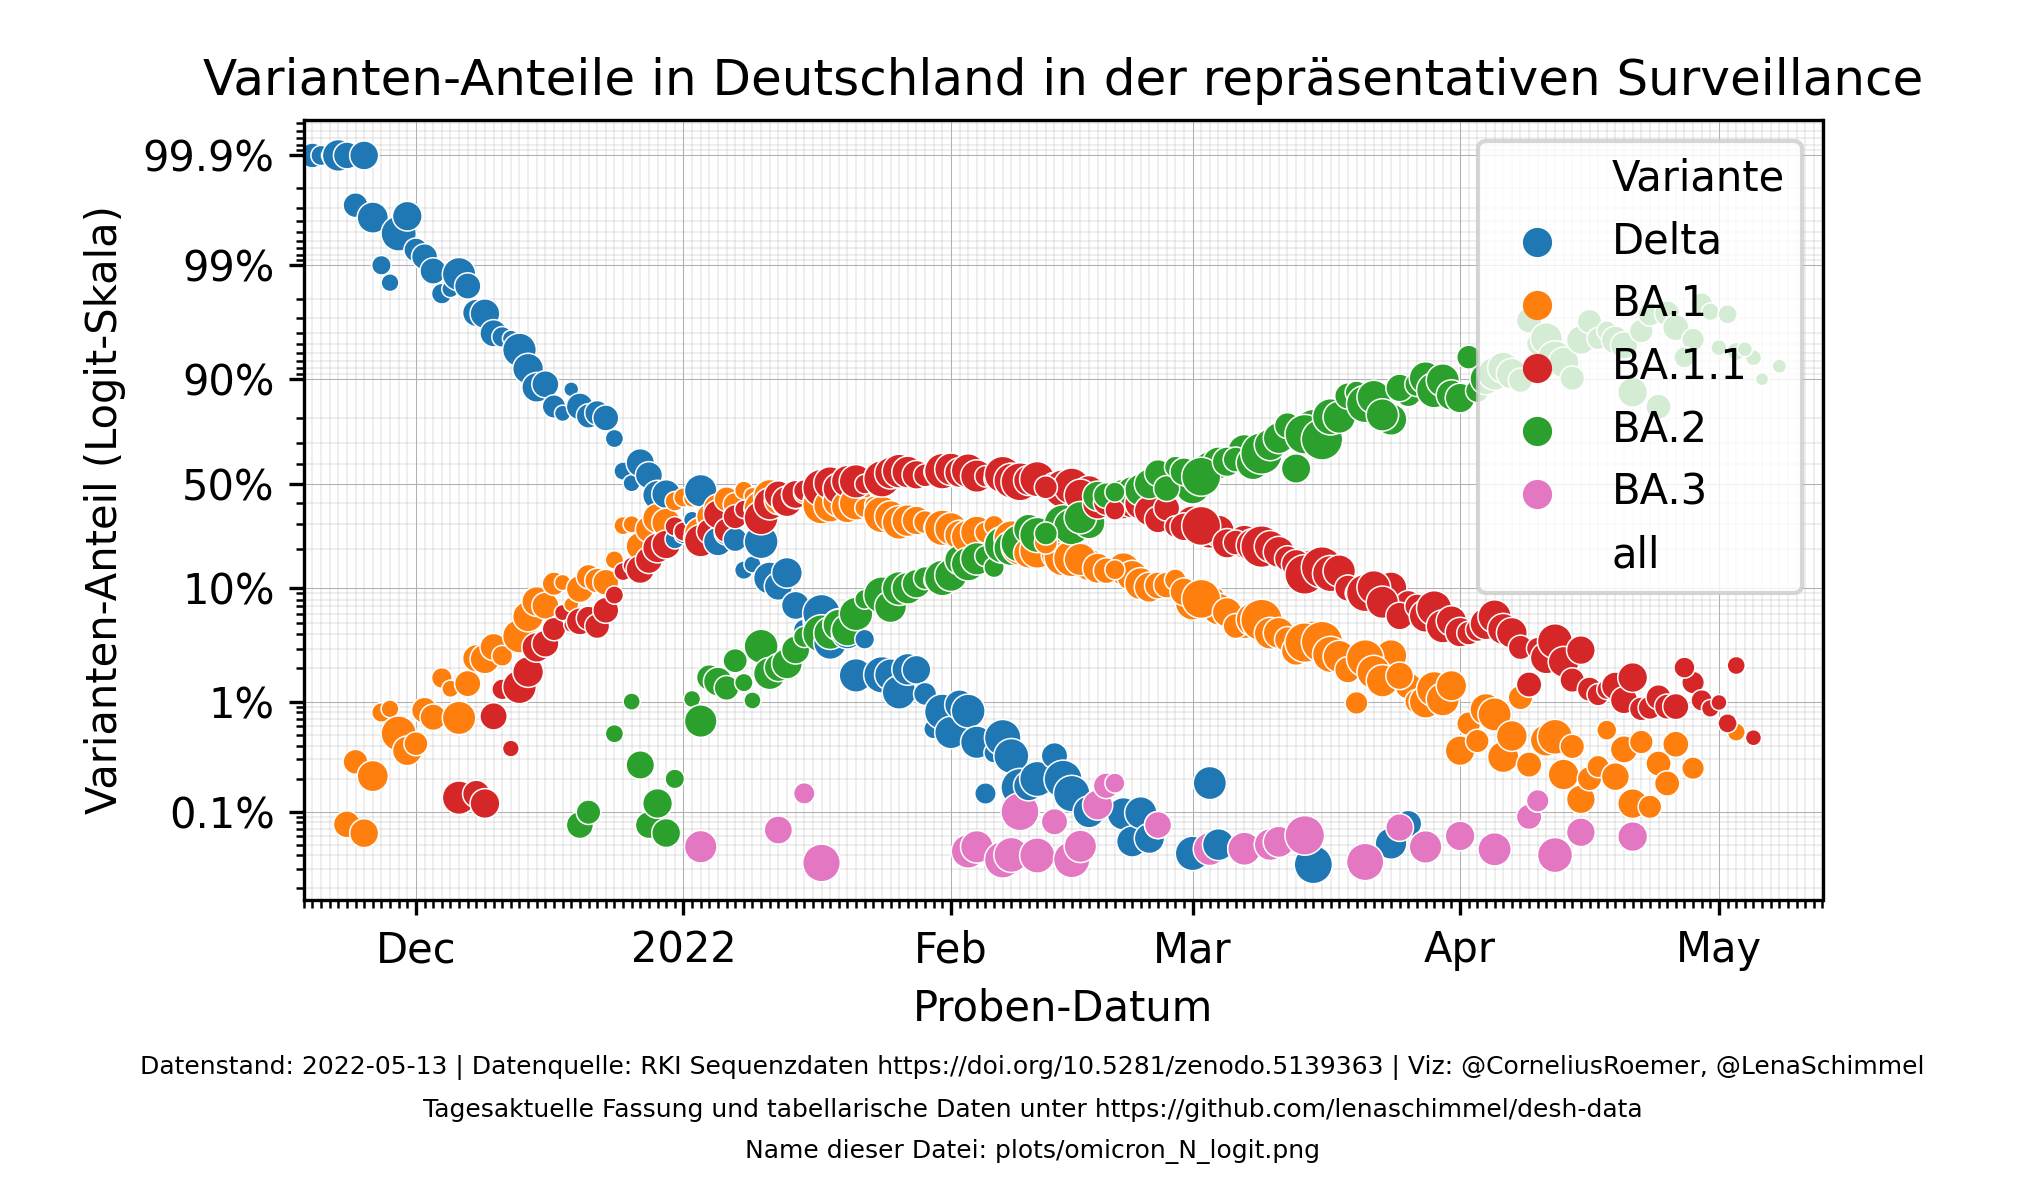 Varianten-Anteile in Deutschland in der repräsentativen Surveillance
Varianten-Anteil (Logit-Skala)
99.9%
99%
90%
50%
10%
1%
0.1%
Variante
Delta
BA.1
BA.1.1
BA.2
BA.3
all
Dec 2022 Feb Mar Apr May
Proben-Datum
Datenstand: 2022-05-13 | Datenquelle: RKI Sequenzdaten https://doi.org/10.5281/zenodo.5139363 | Viz: @CorneliusRoemer, @LenaSchimmel
Tagesaktuelle Fassung und tabellarische Daten unter https://github.com/lenaschimmel/desh-data
Name dieser Datei: plots/omicron_N_logit.png